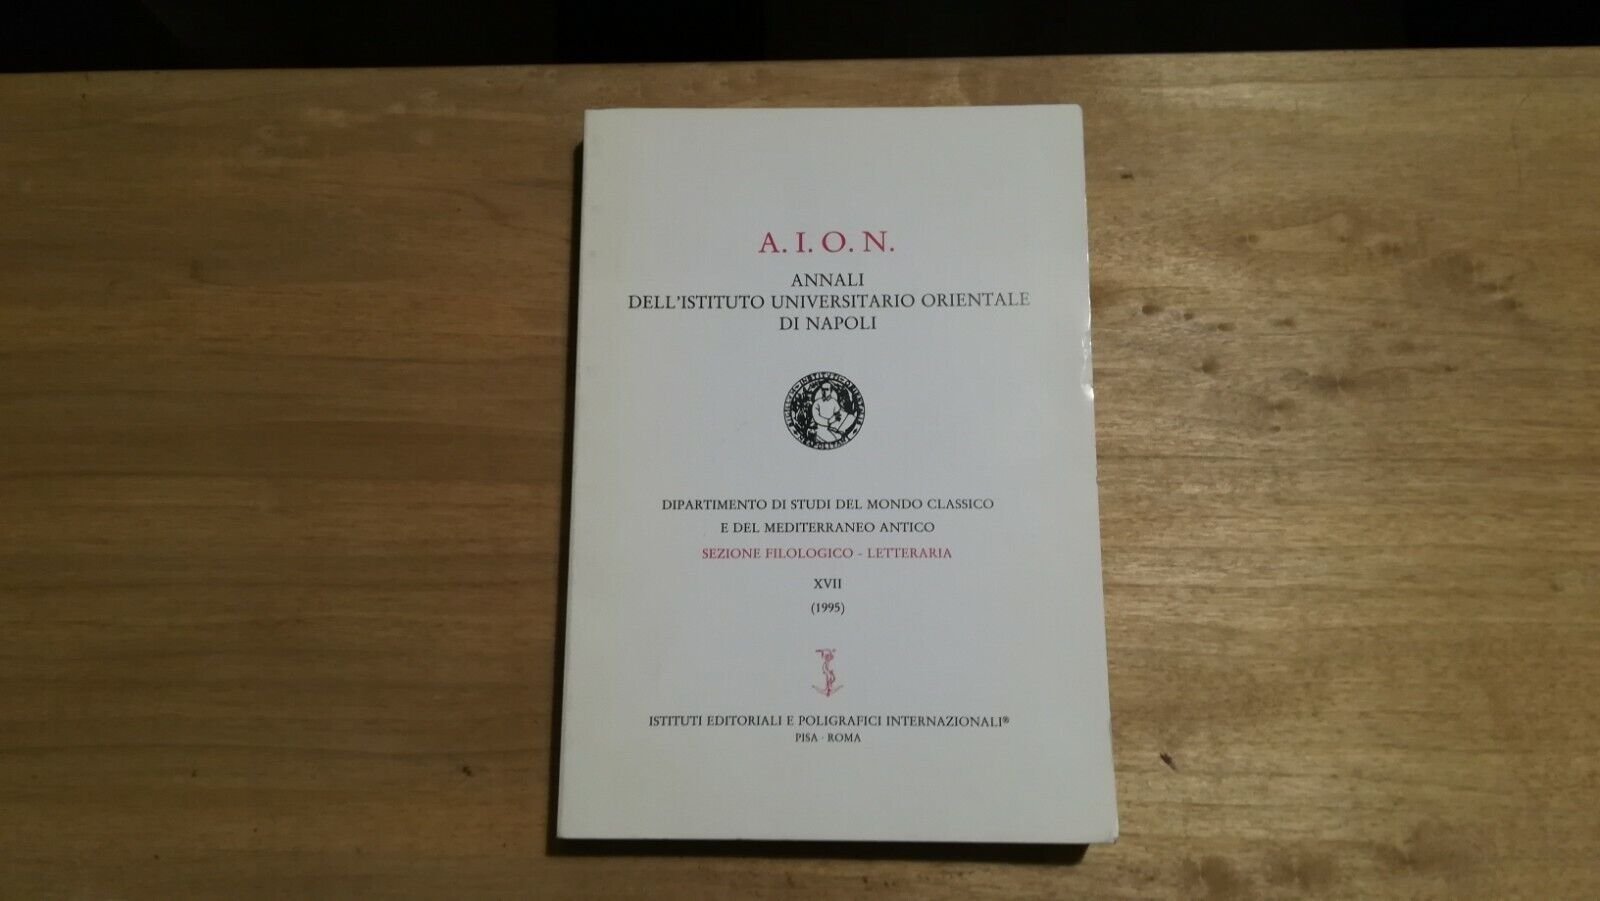 A. I. O. N.
ANNALI
DELL'ISTITUTO UNIVERSITARIO ORIENTALE
DI NAPOLI
DIPARTIMENTO DI STUDI DEL MONDO CLASSICO
E DEL MEDITERRANEO ANTICO
SEZIONE FILOLOGICO - LETTERARIA
XVII
(1995)
ISTITUTI EDITORIALI E POLIGRAFICI INTERNAZIONALI®
PISA · ROMA